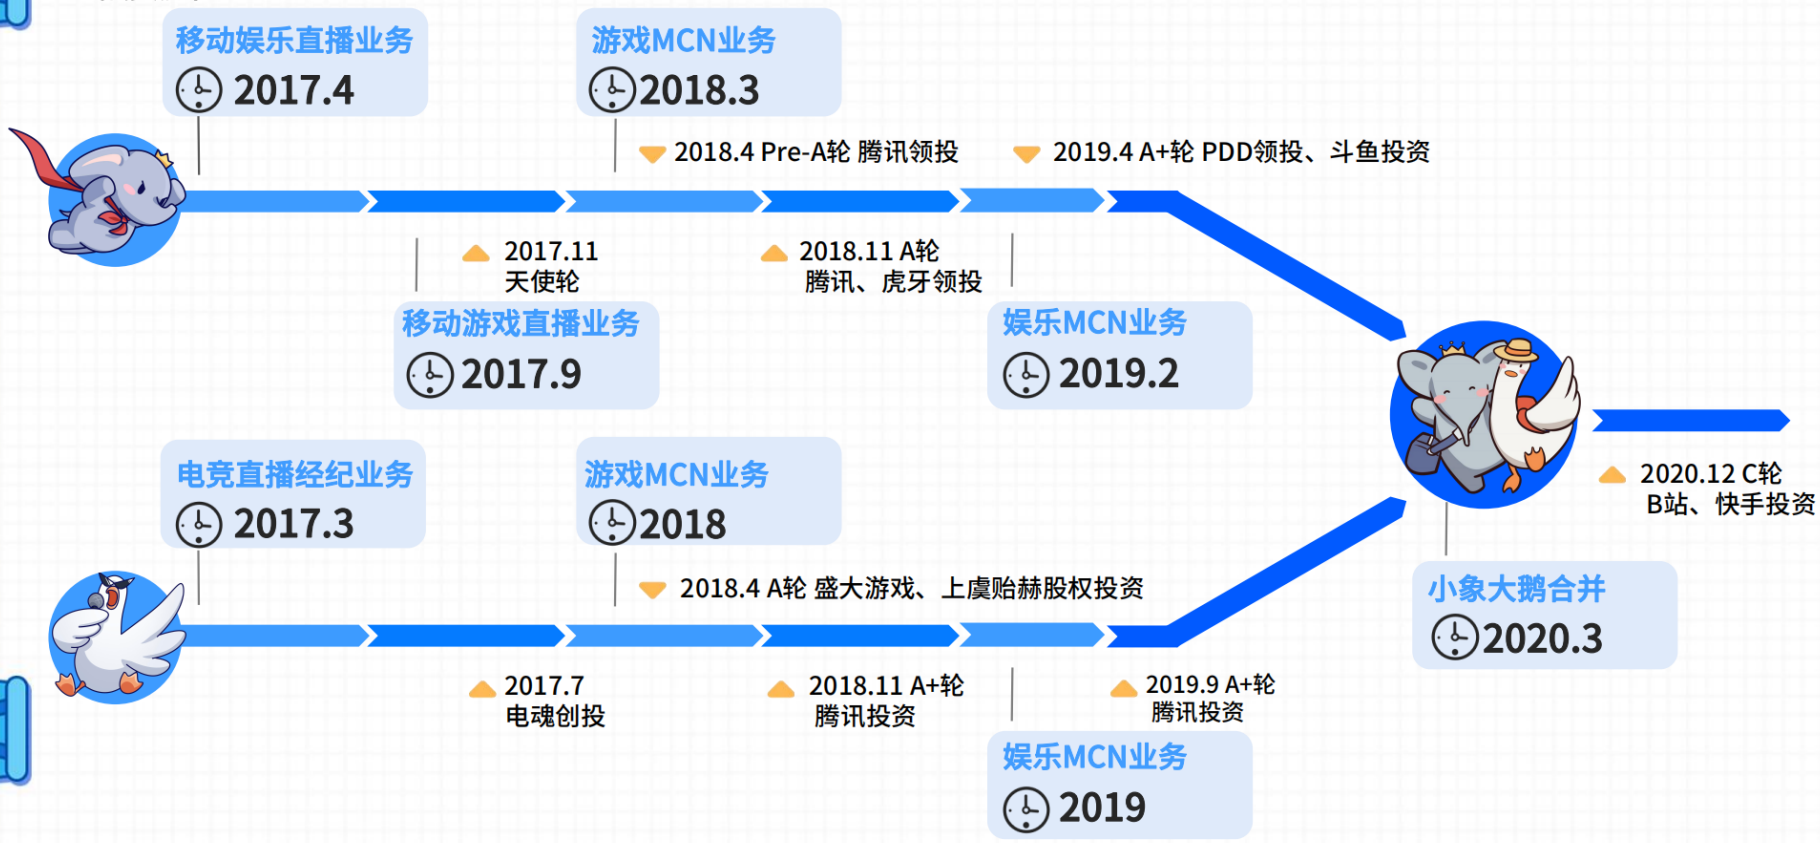 移动娱乐直播业务
2017.4
游戏MCN业务
2018.3
2018.4 Pre-A轮 腾讯领投
2019.4 A+轮 PDD领投、斗鱼投资
2017.11
天使轮
2018.11 A轮
腾讯、虎牙领投
移动游戏直播业务
2017.9
娱乐MCN业务
2019.2
电竞直播经纪业务
2017.3
游戏MCN业务
2018
2020.12 C轮
B站、快手投资
2018.4 A轮 盛大游戏、上虞贻赫股权投资
小象大鹅合并
2020.3
2017.7
电魂创投
2018.11 A+轮
腾讯投资
2019.9 A+轮
腾讯投资
娱乐MCN业务
2019